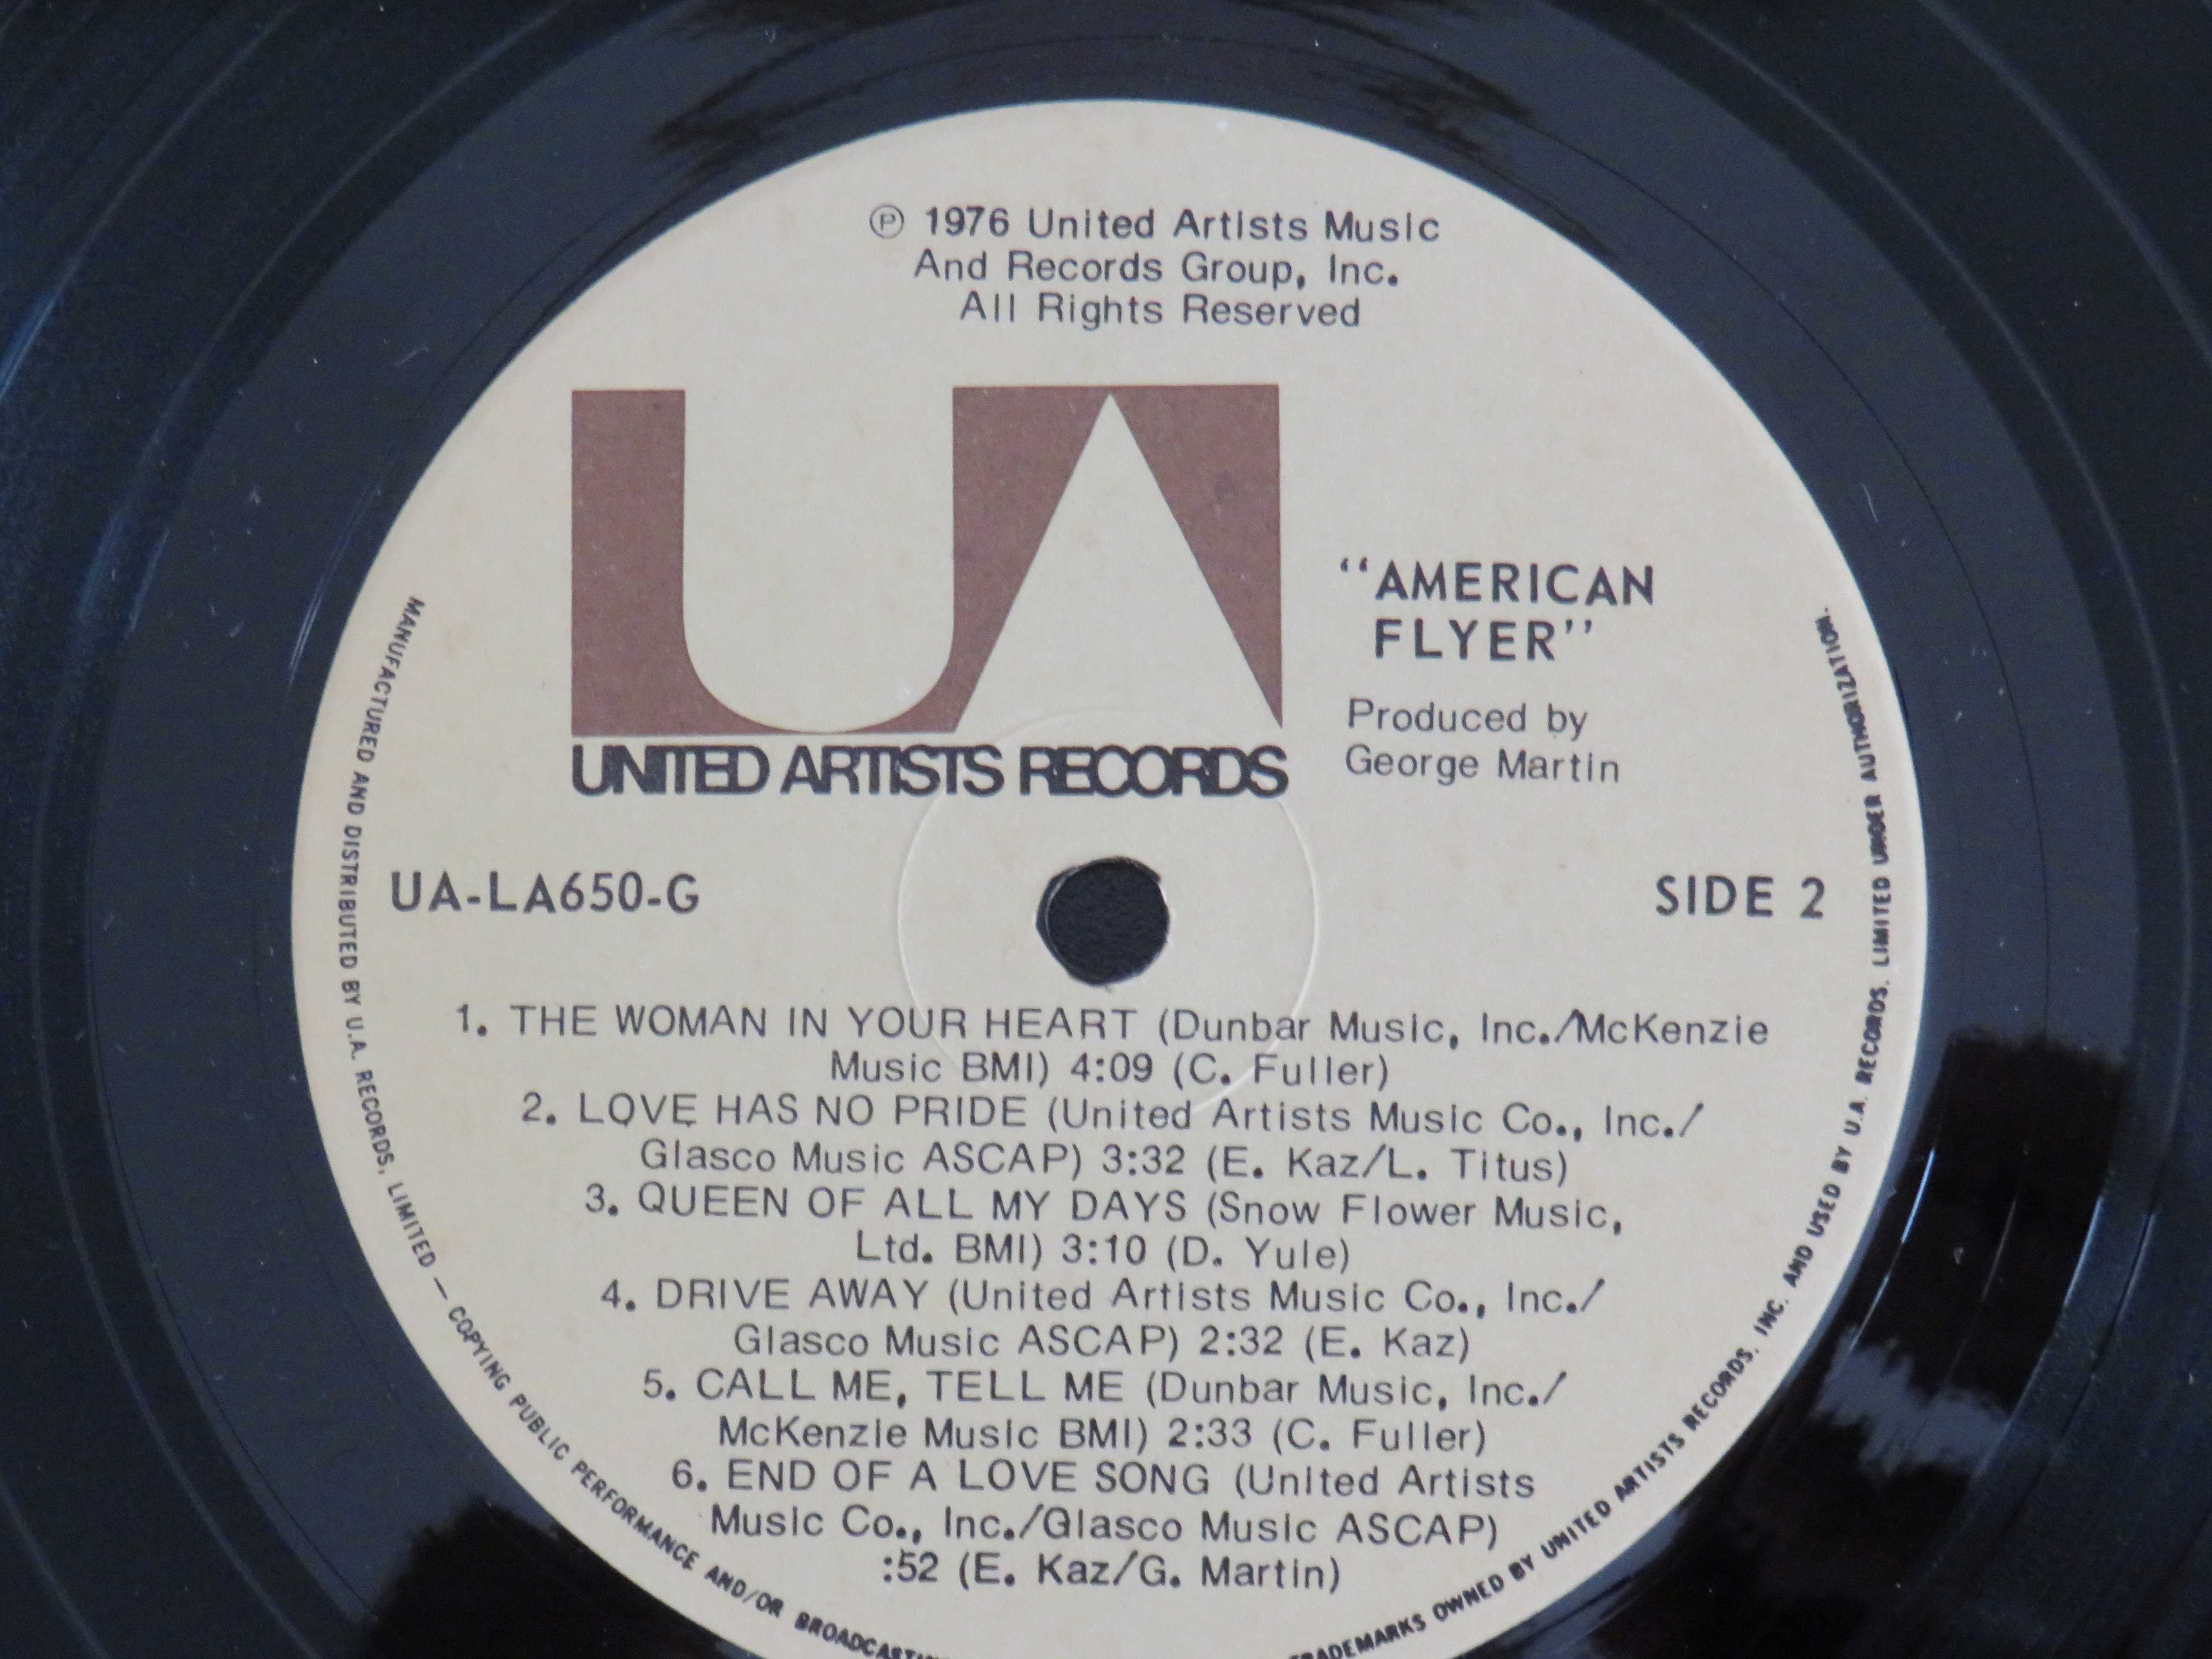 Ⓟ 1976 United Artists Music
And Records Group, Inc.
All Rights Reserved
UA
UNITED ARTISTS RECORDS
“AMERICAN
FLYER”
Produced by
George Martin
UA-LA650-G
SIDE 2
1. THE WOMAN IN YOUR HEART (Dunbar Music, Inc./McKenzie
Music BMI) 4:09 (C. Fuller)
2. LOVE HAS NO PRIDE (United Artists Music Co., Inc./
Glasco Music ASCAP) 3:32 (E. Kaz/L. Titus)
3. QUEEN OF ALL MY DAYS (Snow Flower Music,
Ltd. BMI) 3:10 (D. Yule)
4. DRIVE AWAY (United Artists Music Co., Inc./
Glasco Music ASCAP) 2:32 (E. Kaz)
5. CALL ME, TELL ME (Dunbar Music, Inc./
McKenzie Music BMI) 2:33 (C. Fuller)
6. END OF A LOVE SONG (United Artists
Music Co., Inc./Glasco Music ASCAP)
:52 (E. Kaz/G. Martin)
MANUFACTURED AND DISTRIBUTED BY U.A. RECORDS, LIMITED — COPYING PUBLIC PERFORMANCE AND/OR
OWNED BY UNITED ARTISTS RECORDS, INC. AND USED BY U.A. RECORDS, LIMITED UNDER AUTHORIZATION.